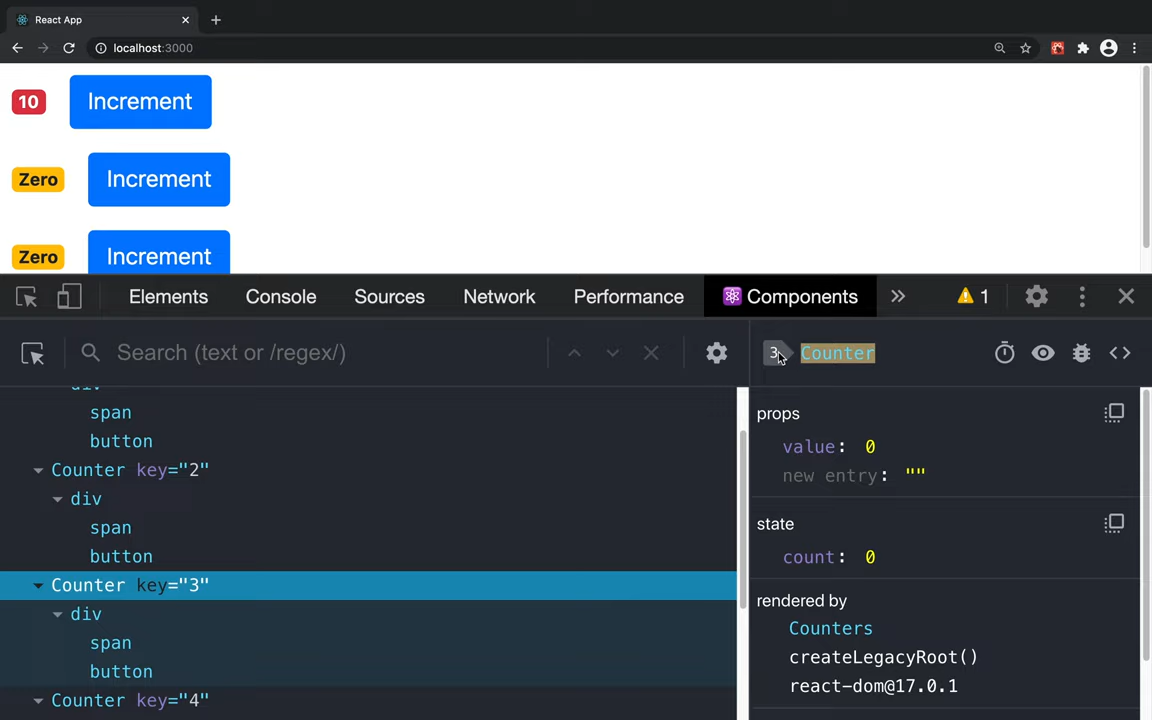 React App
localhost:3000
10 Increment
Zero Increment
Zero Increment
Elements Console Sources Network Performance Components 1
Search (text or /regex/)
3 Counter
div
span
button
Counter key="2"
div
span
button
Counter key="3"
div
span
button
Counter key="4"
props
value: 0
new entry: ""
state
count: 0
rendered by
Counters
createLegacyRoot()
react-dom@17.0.1